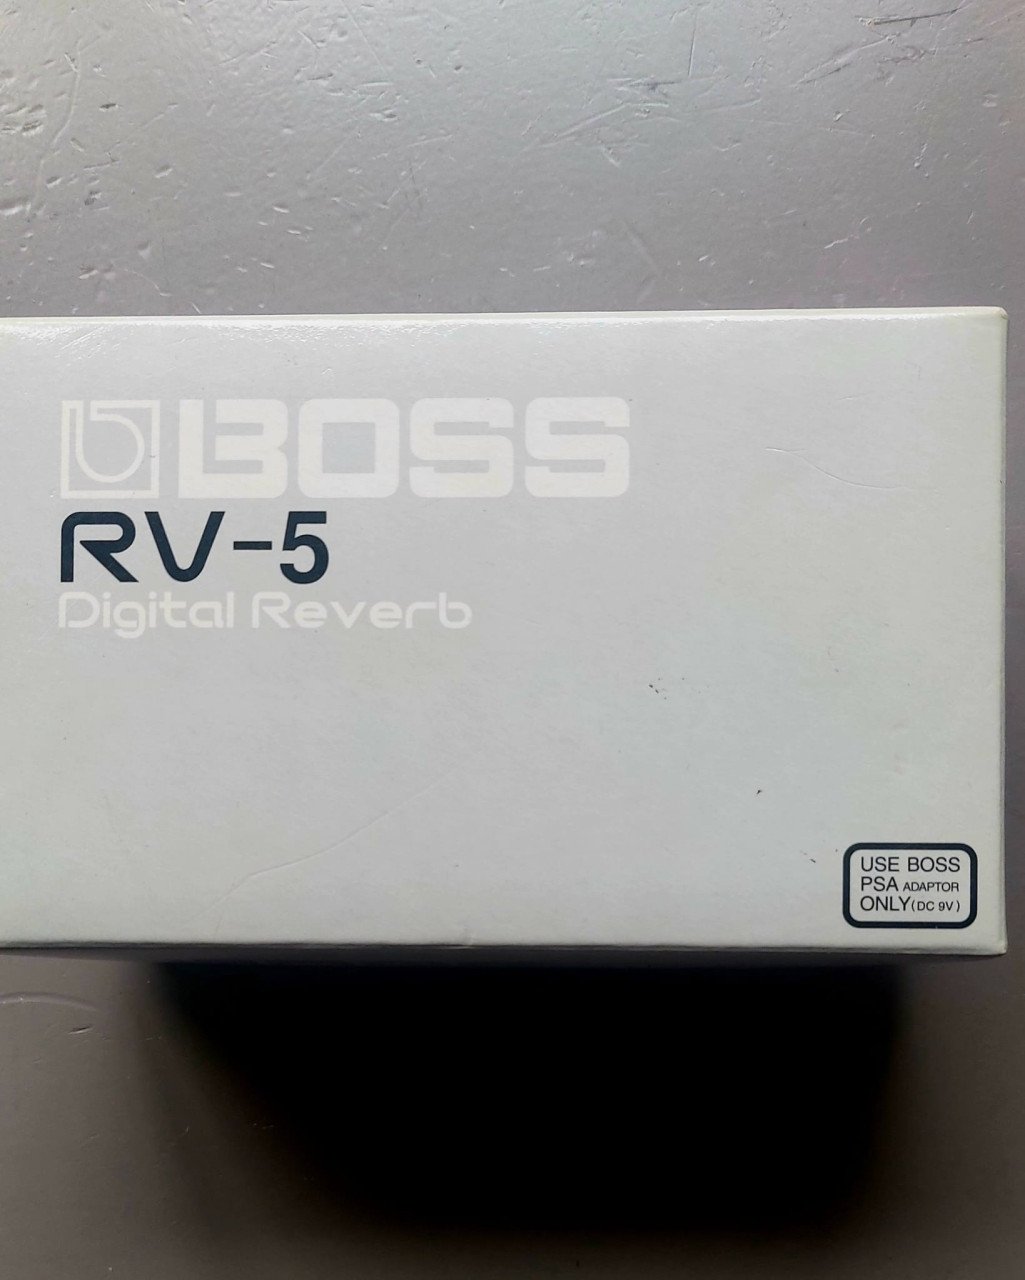 BOSS
RV-5
Digital Reverb
USE BOSS
PSA ADAPTOR
ONLY(DC 9V)